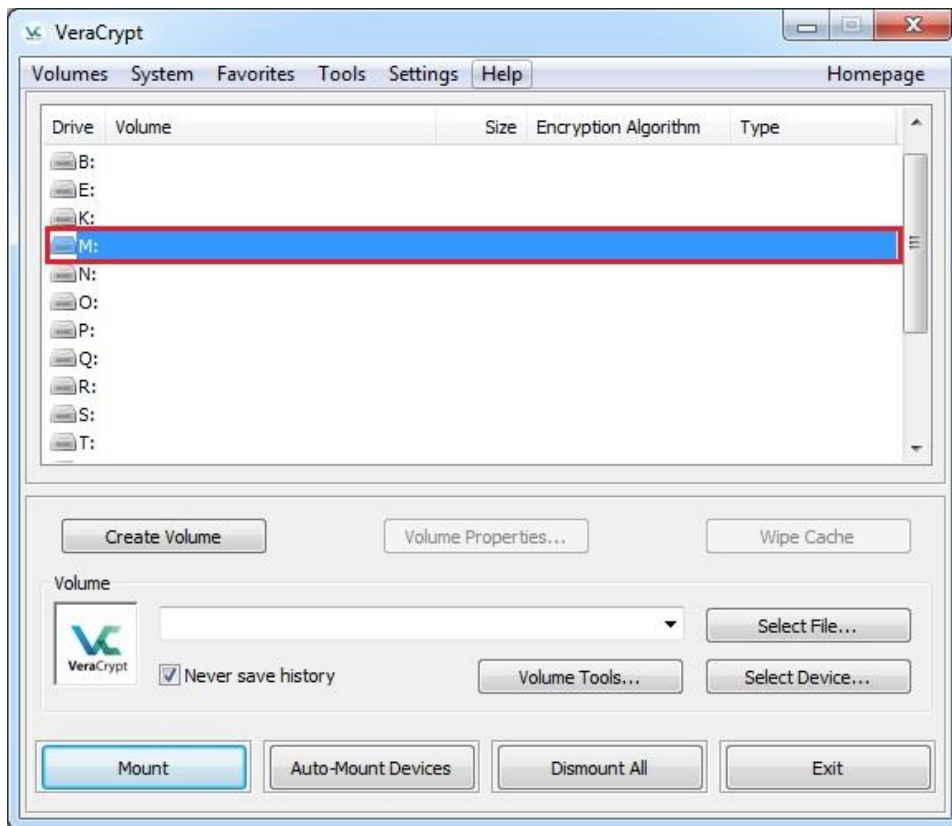 VeraCrypt
Volumes System Favorites Tools Settings Help Homepage
Drive Volume Size Encryption Algorithm Type
B:
E:
K:
M:
N:
O:
P:
Q:
R:
S:
T:
Create Volume Volume Properties... Wipe Cache
Volume
Select File...
VeraCrypt
Never save history Volume Tools... Select Device...
Mount Auto-Mount Devices Dismount All Exit